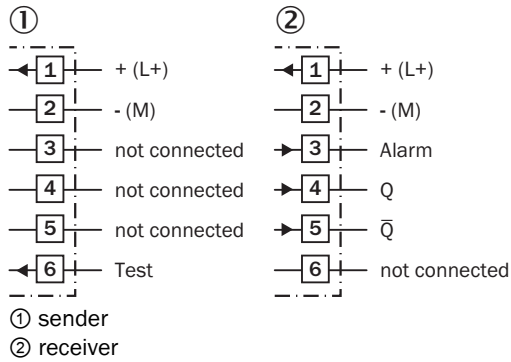 ①
1 + (L+)
2 - (M)
3 not connected
4 not connected
5 not connected
6 Test
②
1 + (L+)
2 - (M)
3 Alarm
4 Q
5 Q̅
6 not connected
① sender
② receiver